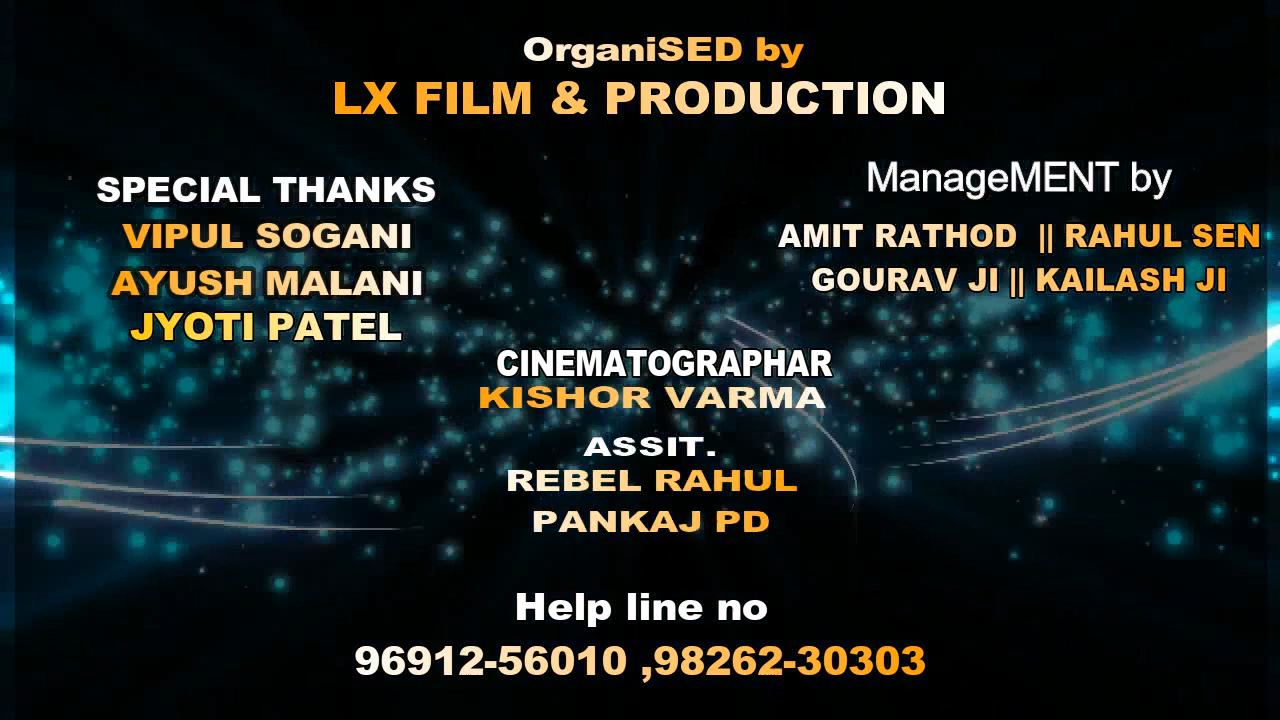 OrganiSED by
LX FILM & PRODUCTION
SPECIAL THANKS
VIPUL SOGANI
AYUSH MALANI
JYOTI PATEL
ManageMENT by
AMIT RATHOD || RAHUL SEN
GOURAV JI || KAILASH JI
CINEMATOGRAPHAR
KISHOR VARMA
ASSIT.
REBEL RAHUL
PANKAJ PD
Help line no
96912-56010 ,98262-30303